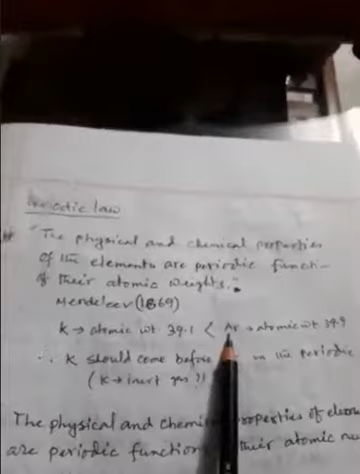 Periodic law
"The physical and chemical properties
of the elements are periodic functi-
of their atomic weights."
Mendeleev (1869)
K → atomic wt 39.1 < Ar → atomic wt 39.9
∴ K should come before in the periodic
(K → inert gas ?!
The physical and chemi properties of elem
are periodic function their atomic nu